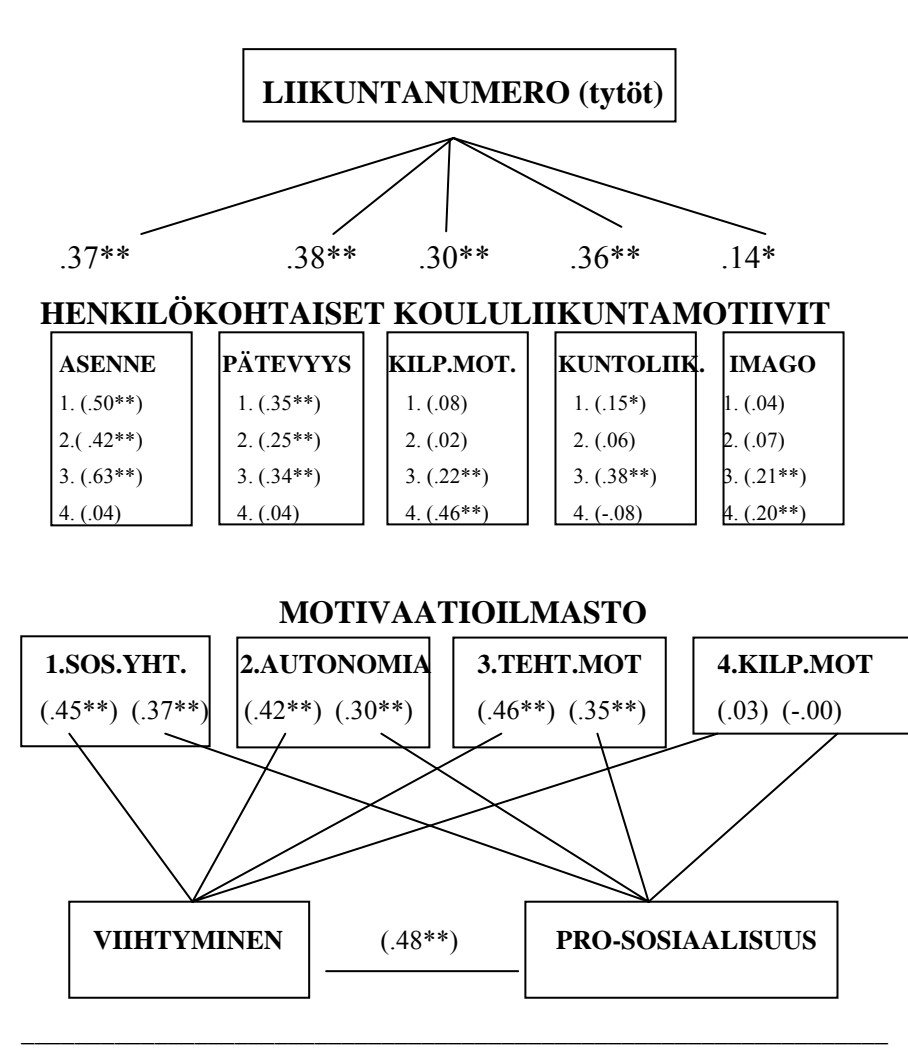 LIIKUNTANUMERO (tytöt)
.37** .38** .30** .36** .14*
HENKILÖKOHTAISET KOULULIIKUNTAMOTIIVIT
ASENNE PÄTEVYYS KILP.MOT. KUNTOLIIK. IMAGO
1. (.50**) 1. (.35**) 1. (.08) 1. (.15*) 1. (.04)
2.( .42**) 2. (.25**) 2. (.02) 2. (.06) 2. (.07)
3. (.63**) 3. (.34**) 3. (.22**) 3. (.38**) 3. (.21**)
4. (.04) 4. (.04) 4. (.46**) 4. (-.08) 4. (.20**)
MOTIVAATIOILMASTO
1.SOS.YHT. 2.AUTONOMIA 3.TEHT.MOT 4.KILP.MOT
(.45**) (.37**) (.42**) (.30**) (.46**) (.35**) (.03) (-.00)
VIIHTYMINEN (.48**) PRO-SOSIAALISUUS